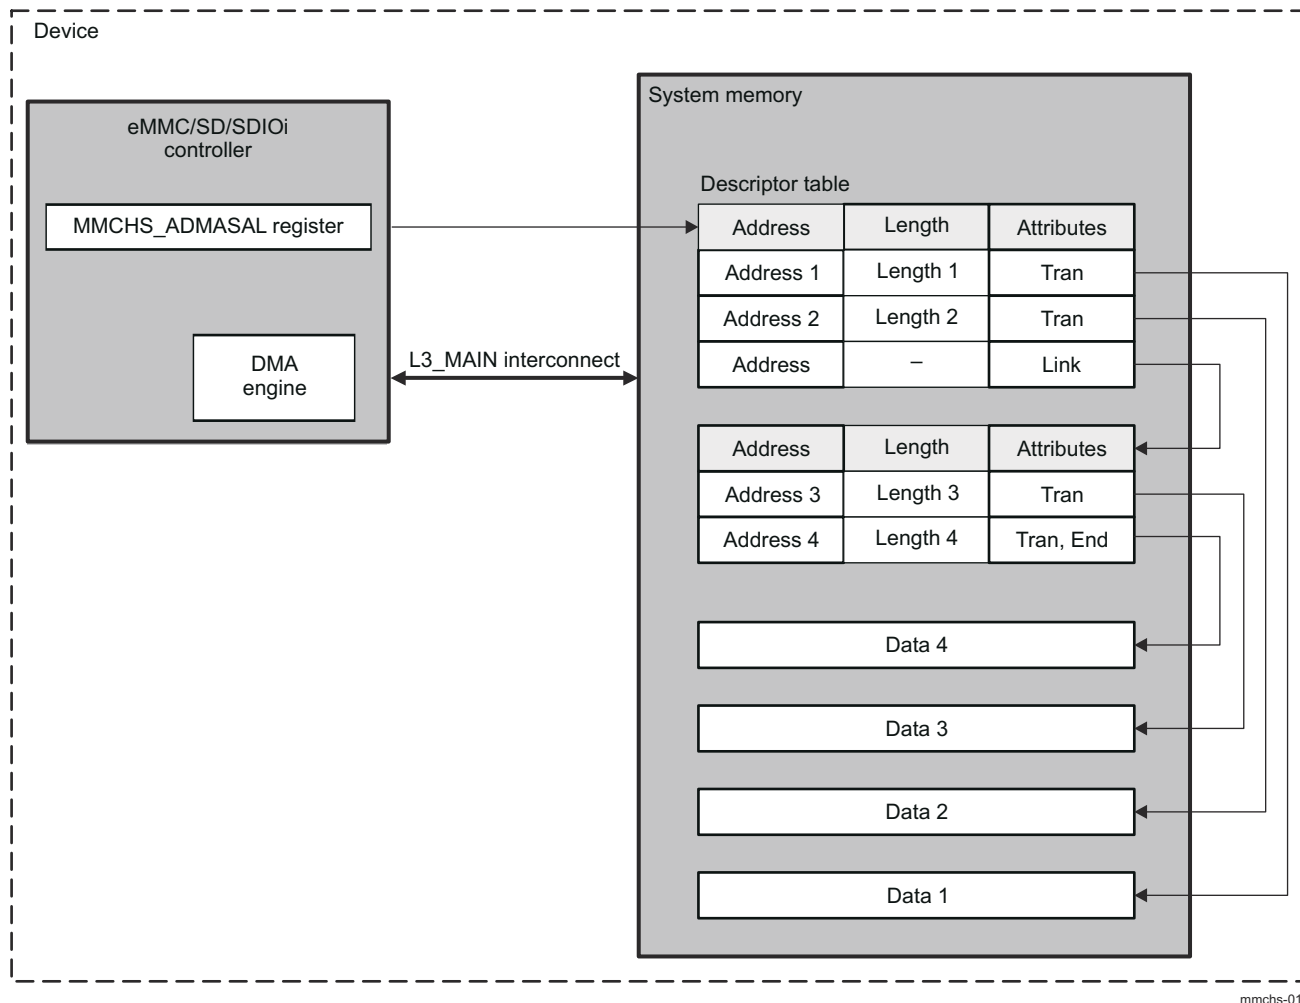 Device
eMMC/SD/SDIOi
controller
MMCHS_ADMASAL register
DMA
engine
L3_MAIN interconnect
System memory
Descriptor table
Address Length Attributes
Address 1 Length 1 Tran
Address 2 Length 2 Tran
Address – Link
Address Length Attributes
Address 3 Length 3 Tran
Address 4 Length 4 Tran, End
Data 4
Data 3
Data 2
Data 1
mmchs-01